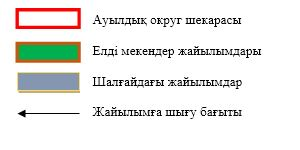 Ауылдық округ шекарасы
Елді мекендер жайылымдары
Шалғайдағы жайылымдар
Жайылымға шығу бағыты